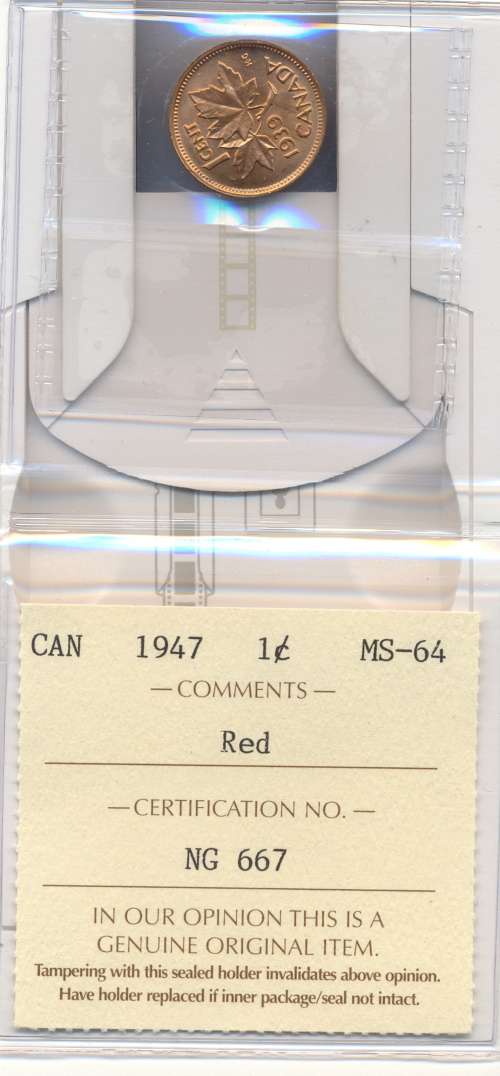 1 CENT
1939
CANADA
KG
CAN 1947 1¢ MS-64
— COMMENTS —
Red
— CERTIFICATION NO. —
NG 667
IN OUR OPINION THIS IS A
GENUINE ORIGINAL ITEM.
Tampering with this sealed holder invalidates above opinion.
Have holder replaced if inner package/seal not intact.